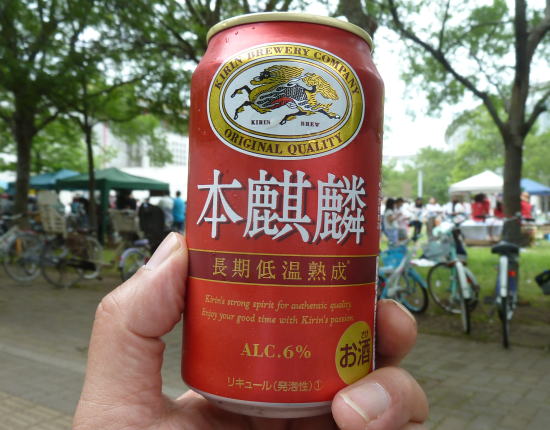 KIRIN BREWERY COMPANY
KIRIN BREW
ORIGINAL QUALITY
本麒麟
長期低温熟成
Kirin's strong spirit for authentic quality.
Enjoy your good time with Kirin's passion.
ALC.6%
お酒
リキュール(発泡性)①